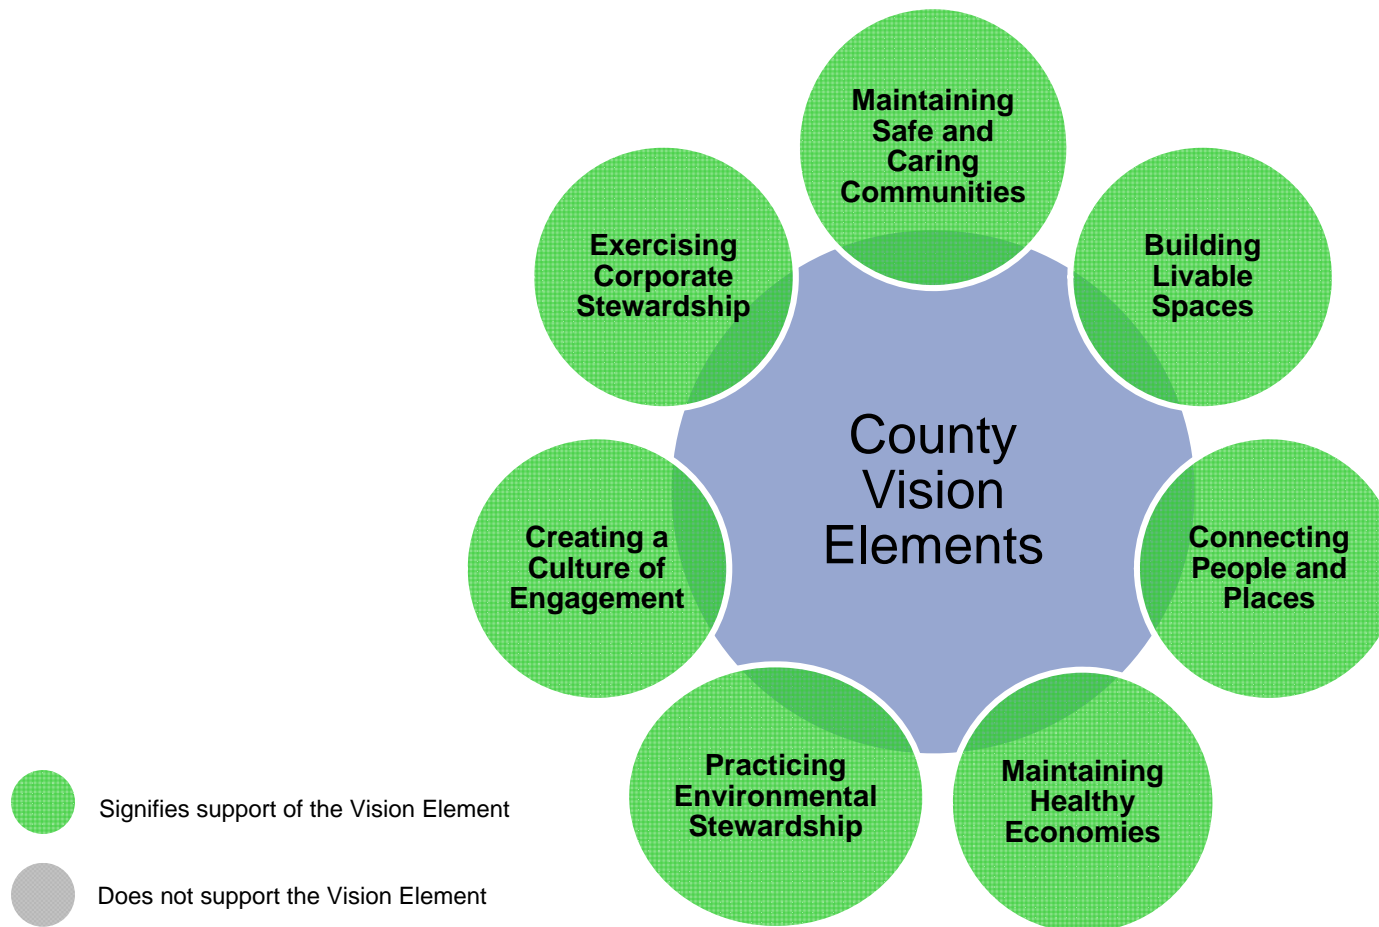 Maintaining
Safe and
Caring
Communities
Exercising
Corporate
Stewardship
Building
Livable
Spaces
County
Vision
Elements
Creating a
Culture of
Engagement
Connecting
People and
Places
Practicing
Environmental
Stewardship
Maintaining
Healthy
Economies
Signifies support of the Vision Element
Does not support the Vision Element